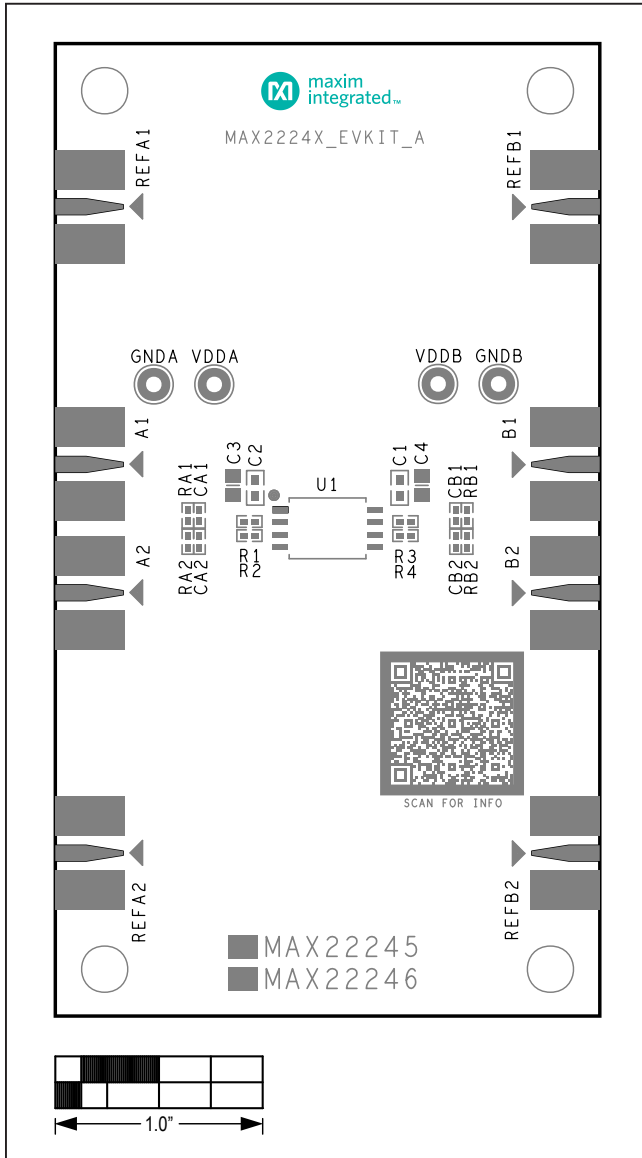 maxim
integrated™
MAX2224X_EVKIT_A
REFA1
REFB1
GNDA VDDA
VDDB GNDB
A1
B1
C3
C2
C1
C4
U1
RA1
CA1
CB1
RB1
A2
B2
R1
R2
R3
R4
RA2
CA2
CB2
RB2
SCAN FOR INFO
REFA2
REFB2
MAX22245
MAX22246
1.0”